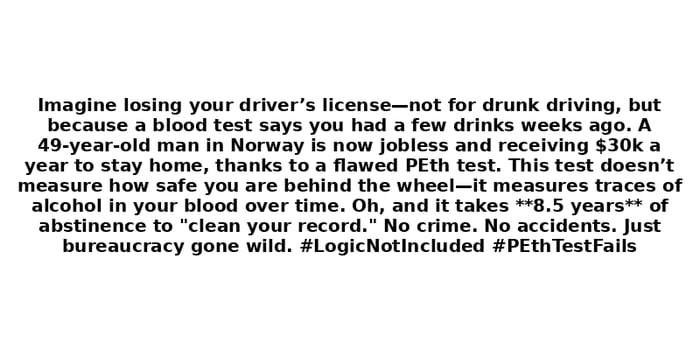 Imagine losing your driver’s license—not for drunk driving, but
because a blood test says you had a few drinks weeks ago. A
49-year-old man in Norway is now jobless and receiving $30k a
year to stay home, thanks to a flawed PEth test. This test doesn’t
measure how safe you are behind the wheel—it measures traces of
alcohol in your blood over time. Oh, and it takes **8.5 years** of
abstinence to "clean your record." No crime. No accidents. Just
bureaucracy gone wild. #LogicNotIncluded #PEthTestFails